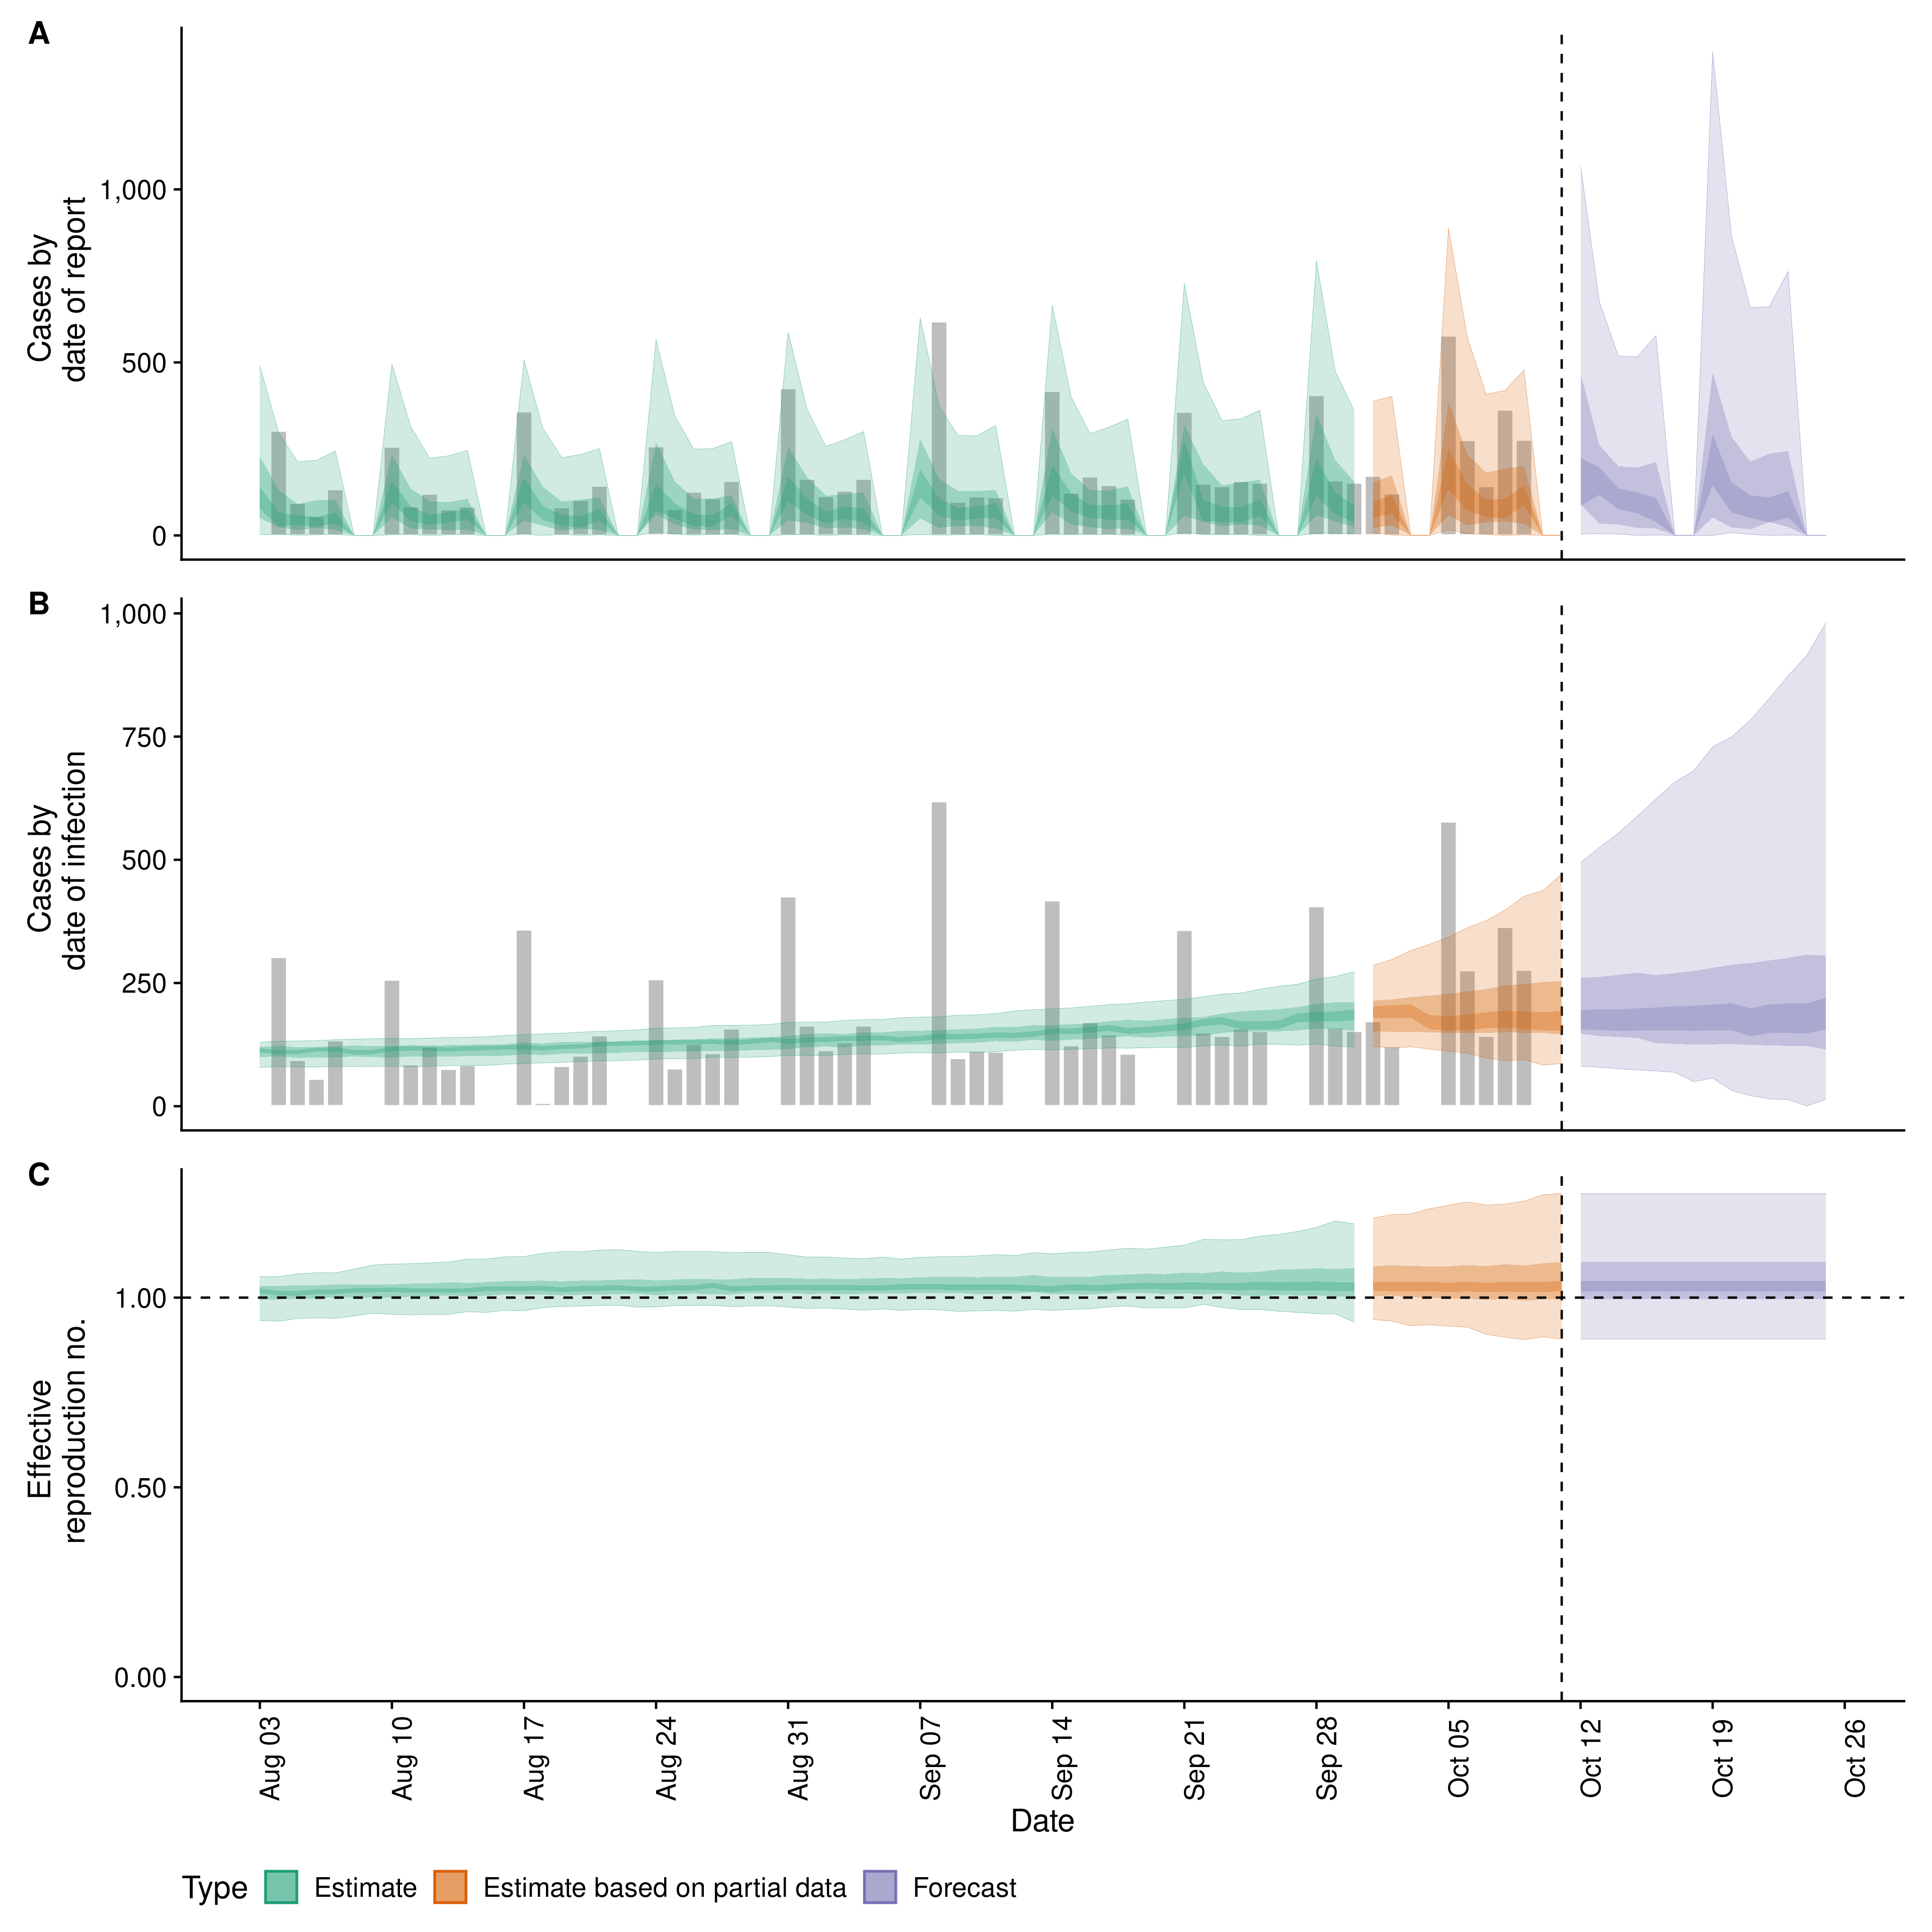 A
Cases by
date of report
1,000
500
0
B
Cases by
date of infection
1,000
750
500
250
0
C
Effective
reproduction no.
1.00
0.50
0.00
Aug 03
Aug 10
Aug 17
Aug 24
Aug 31
Sep 07
Sep 14
Sep 21
Sep 28
Oct 05
Oct 12
Oct 19
Oct 26
Date
Type Estimate Estimate based on partial data Forecast